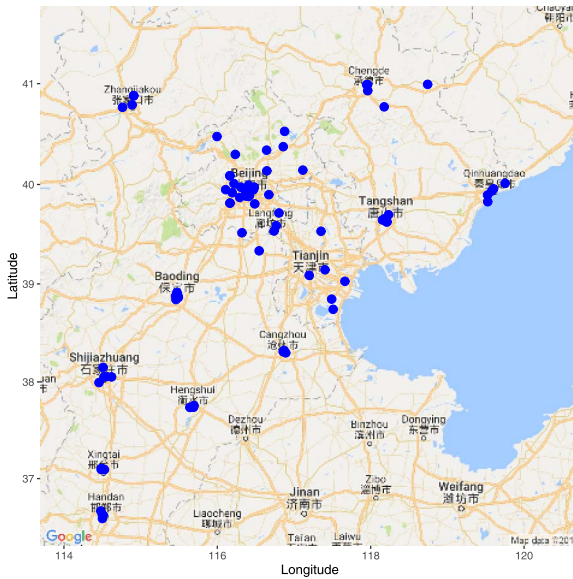 Chaoyang
朝阳市
Chengde
承德市
Zhangjiakou
张家口市
41
Qinhuangdao
秦皇岛市
Beijing
40
Tangshan
唐山市
Langfang
廊坊市
Tianjin
天津市
Latitude
Baoding
保定市
39
Cangzhou
沧州市
Shijiazhuang
石家庄市
uan
市
38
Hengshui
衡水市
Dezhou
德州市
Binzhou
滨州市
Dongying
东营市
Xingtai
邢台市
37
Zibo
淄博市
Weifang
潍坊市
Handan
邯郸市
Jinan
济南市
Liaocheng
聊城市
Tai'an
Laiwu
Google
Map data ©201
114
116
118
120
Longitude